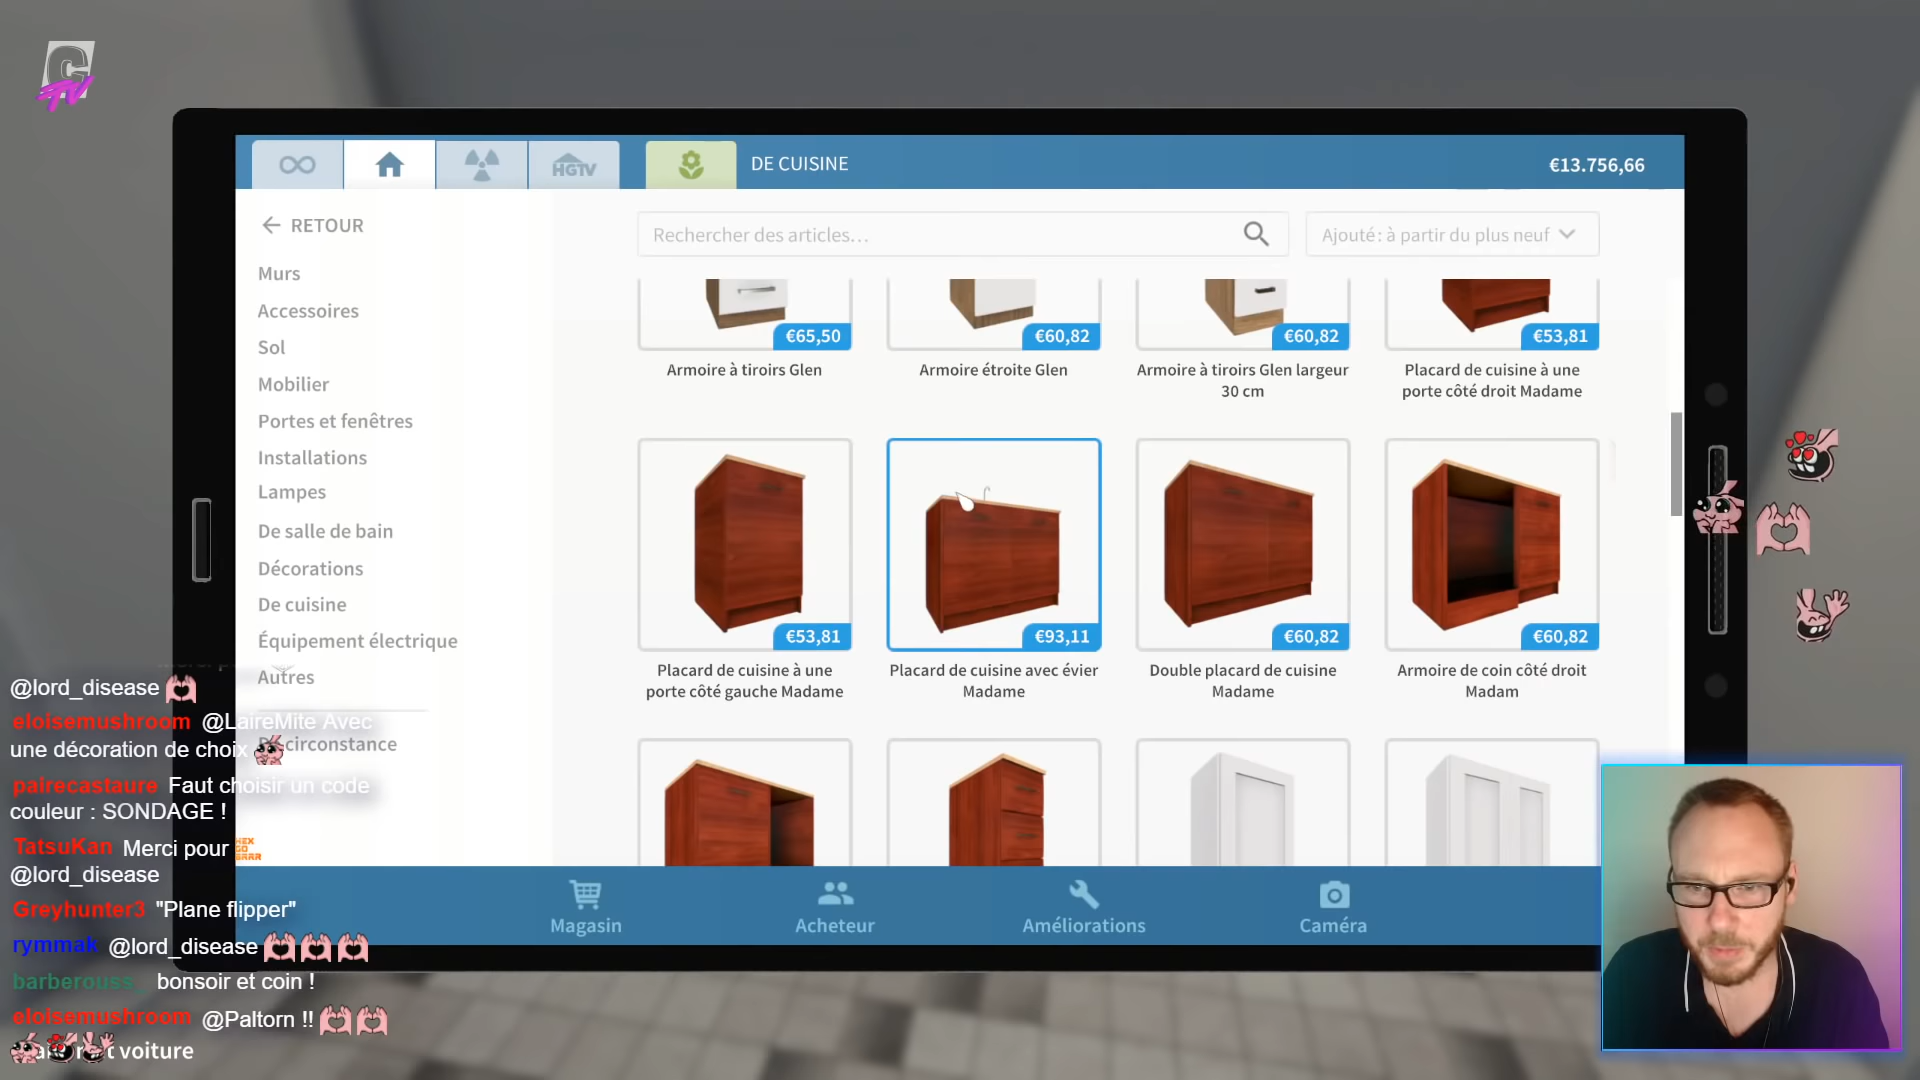 C
TV
HGTV
DE CUISINE
€13.756,66
RETOUR
Rechercher des articles…
Ajouté : à partir du plus neuf
Murs
Accessoires
Sol
Mobilier
Portes et fenêtres
Installations
Lampes
De salle de bain
Décorations
De cuisine
Équipement électrique
Autres
circonstance
€65,50
€60,82
€60,82
€53,81
Armoire à tiroirs Glen
Armoire étroite Glen
Armoire à tiroirs Glen largeur
30 cm
Placard de cuisine à une
porte côté droit Madame
€53,81
€93,11
€60,82
€60,82
Placard de cuisine à une
porte côté gauche Madame
Placard de cuisine avec évier
Madame
Double placard de cuisine
Madame
Armoire de coin côté droit
Madam
Magasin
Acheteur
Améliorations
Caméra
@lord_disease
eloisemushroom @LaireMite Avec
une décoration de choix
palrecastaure Faut choisir un code
couleur : SONDAGE !
TatsuKan Merci pour HEX GO BRRR
@lord_disease
Greyhunter3 "Plane flipper"
rymmak @lord_disease
barberouss_ bonsoir et coin !
eloisemushroom @Paltorn !!
voiture